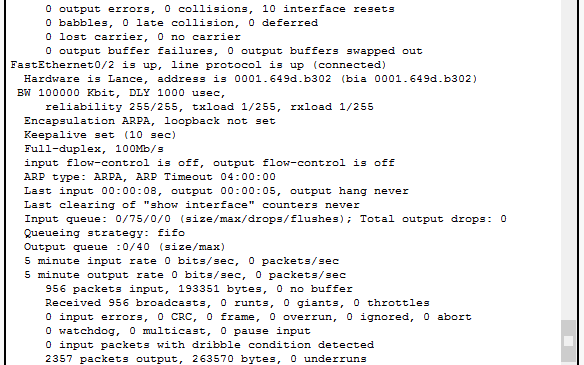 0 output errors, 0 collisions, 10 interface resets
0 babbles, 0 late collision, 0 deferred
0 lost carrier, 0 no carrier
0 output buffer failures, 0 output buffers swapped out
FastEthernet0/2 is up, line protocol is up (connected)
Hardware is Lance, address is 0001.649d.b302 (bia 0001.649d.b302)
BW 100000 Kbit, DLY 1000 usec,
reliability 255/255, txload 1/255, rxload 1/255
Encapsulation ARPA, loopback not set
Keepalive set (10 sec)
Full-duplex, 100Mb/s
input flow-control is off, output flow-control is off
ARP type: ARPA, ARP Timeout 04:00:00
Last input 00:00:08, output 00:00:05, output hang never
Last clearing of "show interface" counters never
Input queue: 0/75/0/0 (size/max/drops/flushes); Total output drops: 0
Queueing strategy: fifo
Output queue :0/40 (size/max)
5 minute input rate 0 bits/sec, 0 packets/sec
5 minute output rate 0 bits/sec, 0 packets/sec
956 packets input, 193351 bytes, 0 no buffer
Received 956 broadcasts, 0 runts, 0 giants, 0 throttles
0 input errors, 0 CRC, 0 frame, 0 overrun, 0 ignored, 0 abort
0 watchdog, 0 multicast, 0 pause input
0 input packets with dribble condition detected
2357 packets output, 263570 bytes, 0 underruns